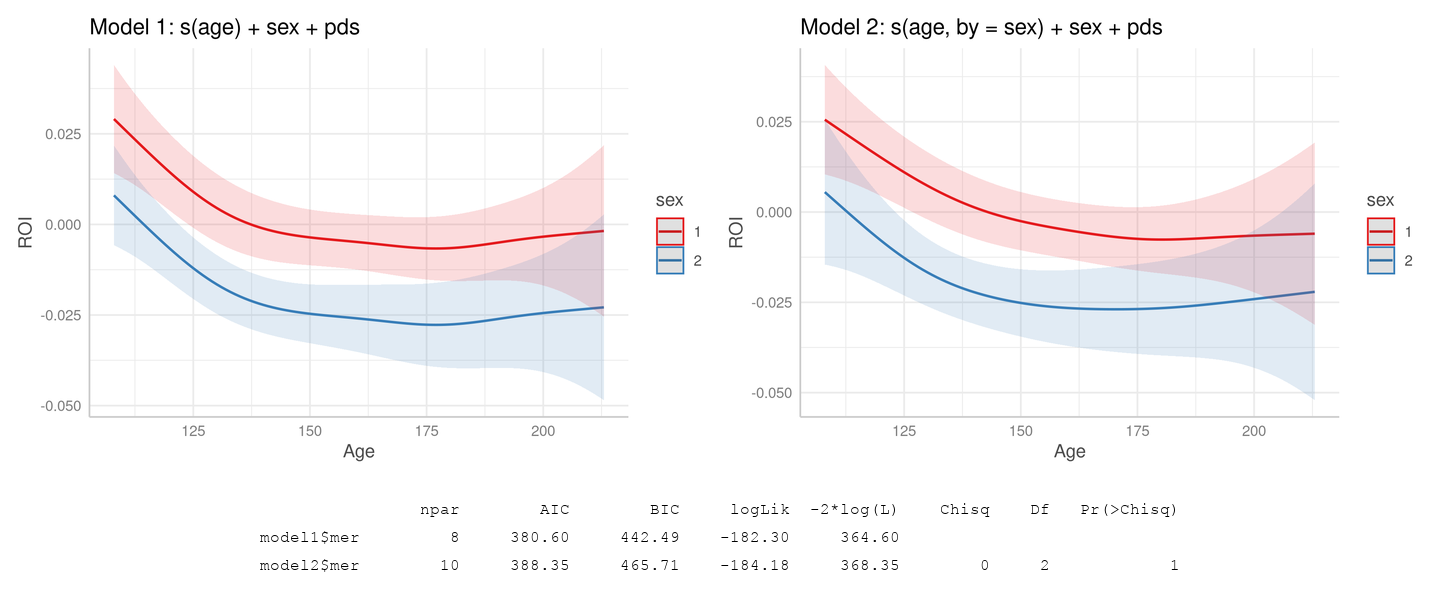 Model 1: s(age) + sex + pds
0.025
0.000
-0.025
-0.050
ROI
125 150 175 200
Age
sex
1
2
Model 2: s(age, by = sex) + sex + pds
0.025
0.000
-0.025
-0.050
ROI
125 150 175 200
Age
sex
1
2
npar AIC BIC logLik -2*log(L) Chisq Df Pr(>Chisq)
model1$mer 8 380.60 442.49 -182.30 364.60
model2$mer 10 388.35 465.71 -184.18 368.35 0 2 1